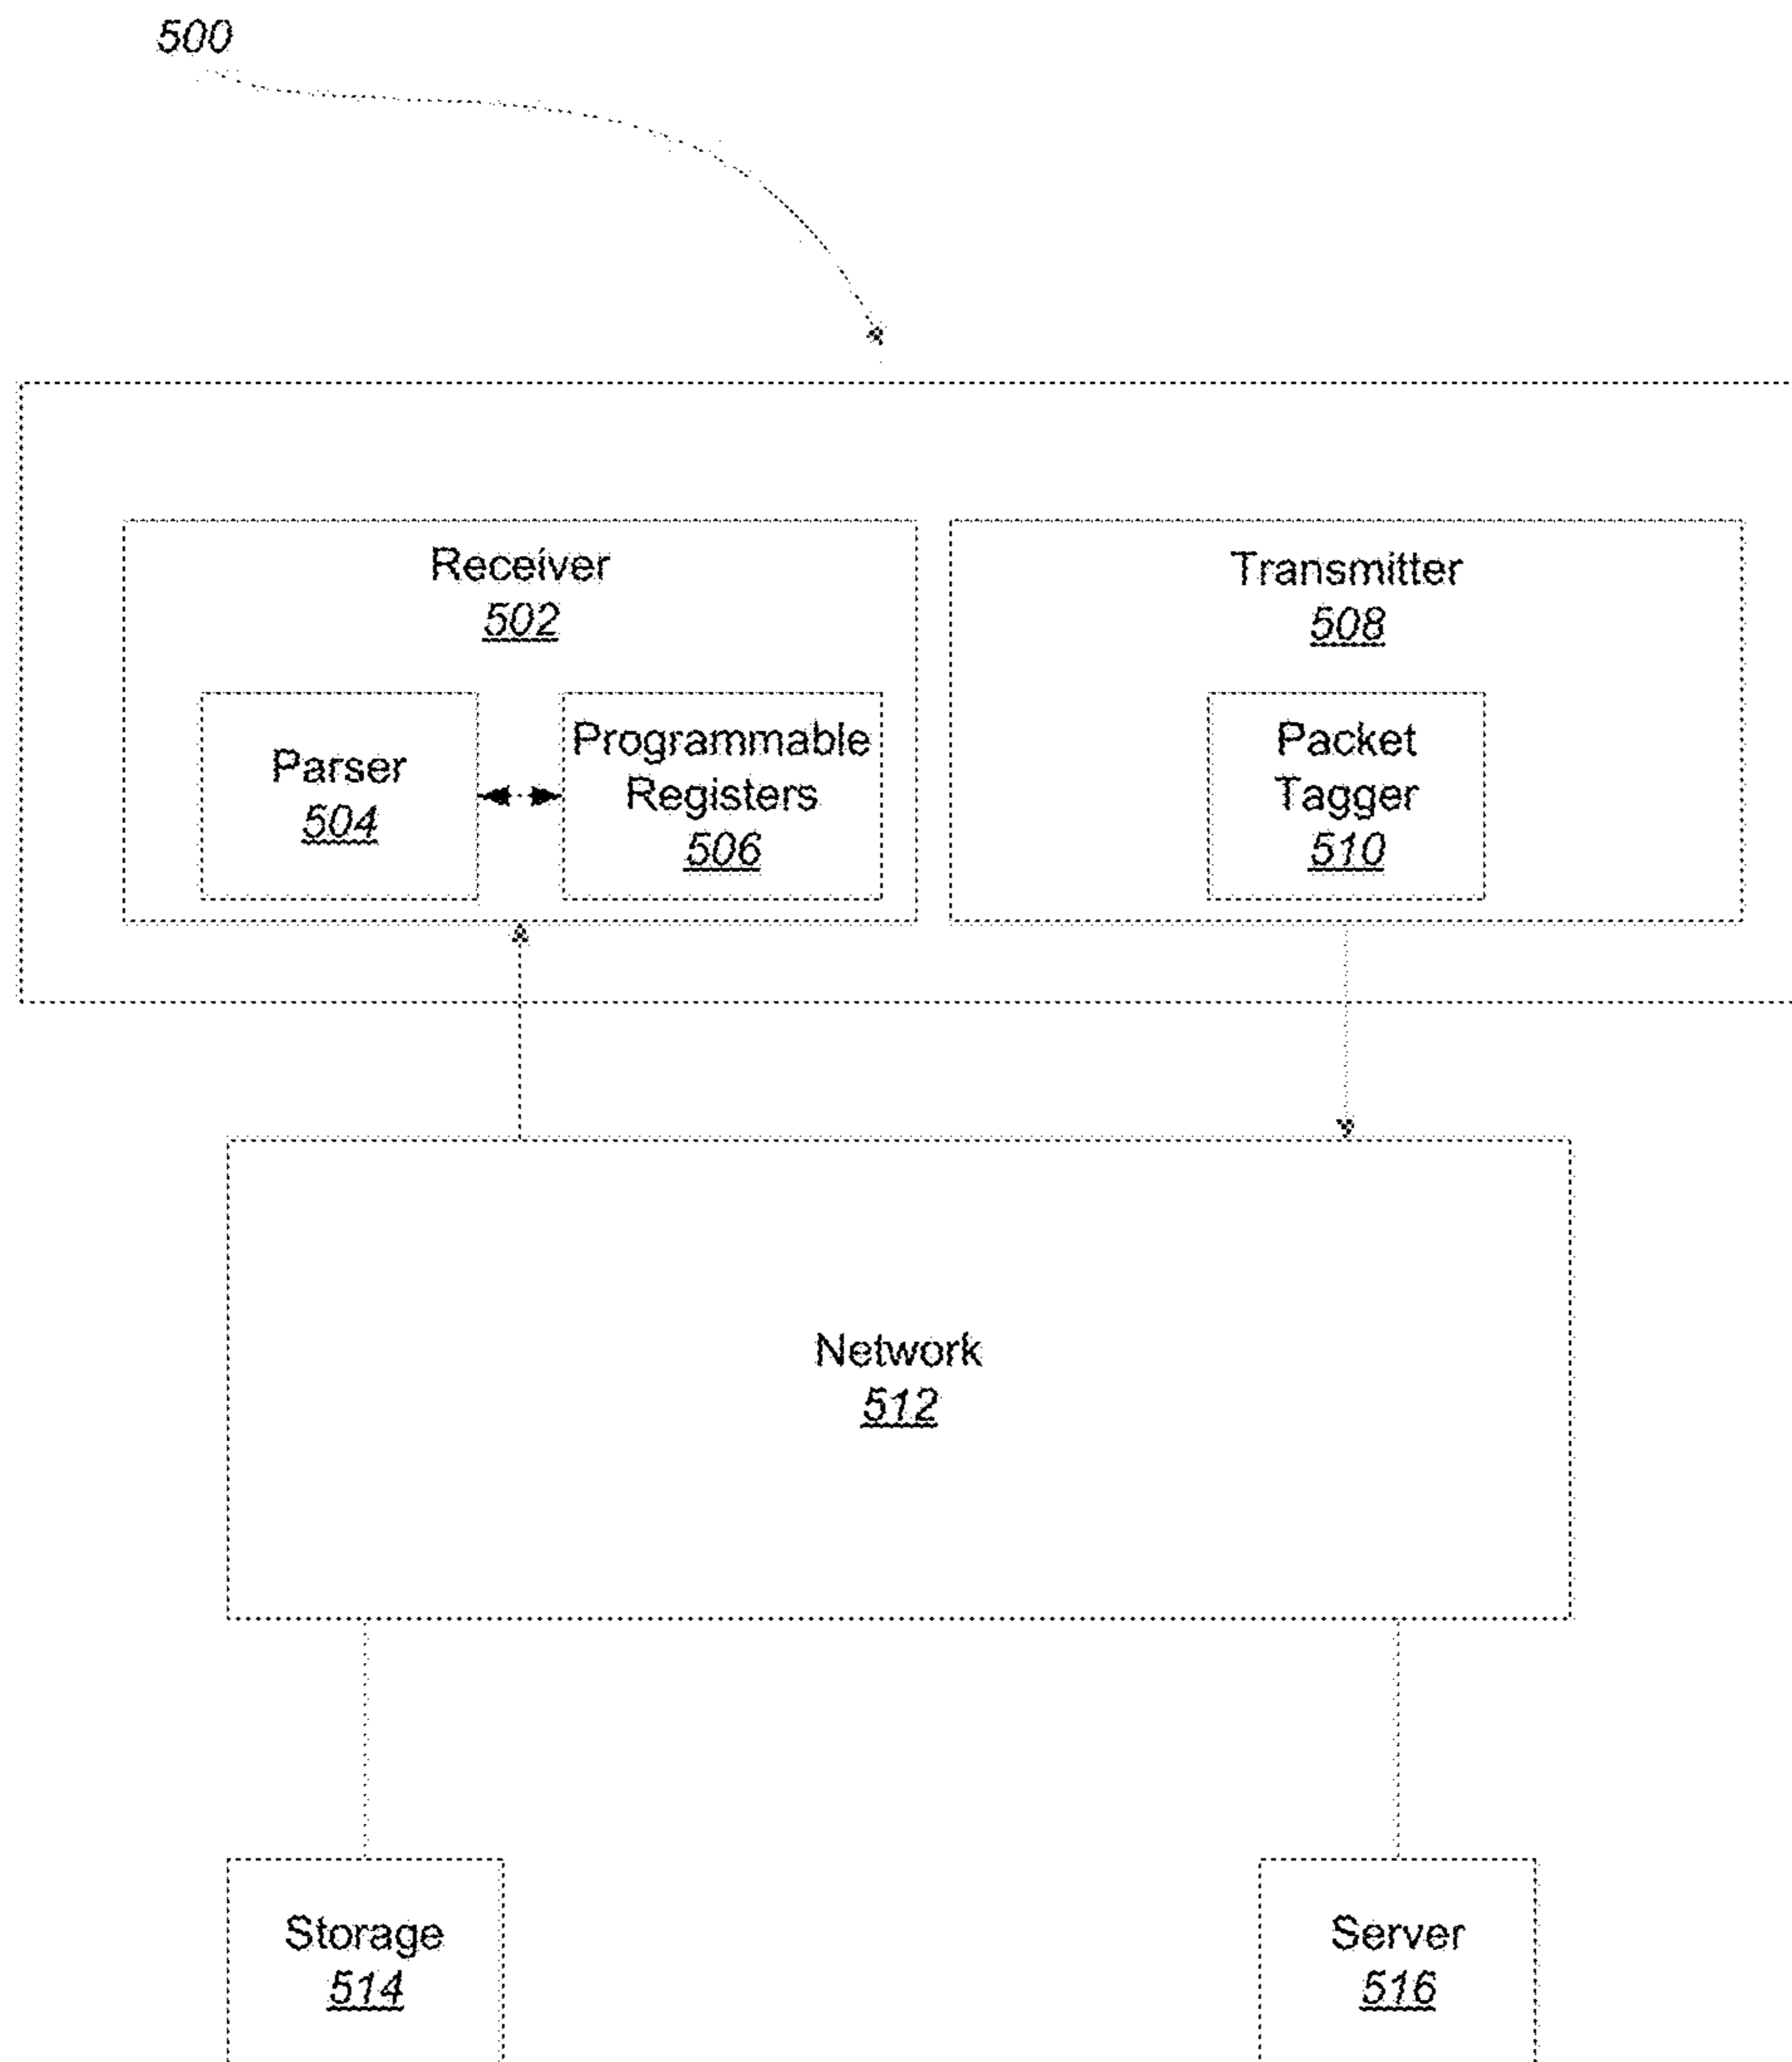 500
Receiver
502
Transmitter
508
Parser
504
Programmable
Registers
506
Packet
Tagger
510
Network
512
Storage
514
Server
516